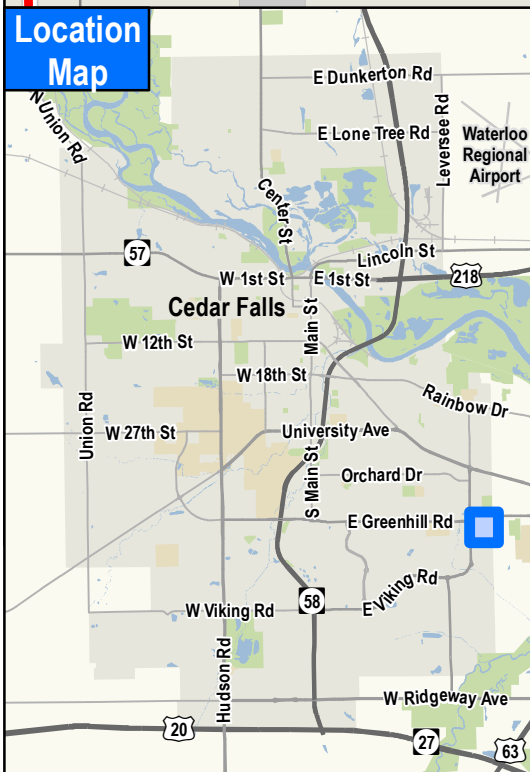 Location
Map
E Dunkerton Rd
N Union Rd
E Lone Tree Rd
Leversee Rd
Waterloo
Regional
Airport
Center St
57
Lincoln St
W 1st St
E 1st St
218
Cedar Falls
Main St
W 12th St
W 18th St
Rainbow Dr
Union Rd
W 27th St
University Ave
S Main St
Orchard Dr
E Greenhill Rd
E Viking Rd
W Viking Rd
58
Hudson Rd
W Ridgeway Ave
20
27
63